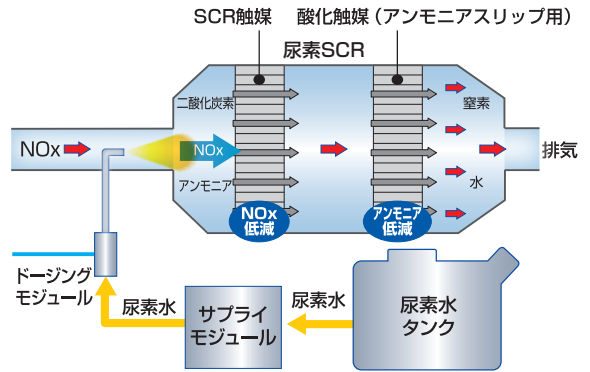 SCR触媒
酸化触媒（アンモニアスリップ用）
尿素SCR
二酸化炭素
窒素
NOx
NOx
排気
アンモニア
水
NOx
低減
アンモニア
低減
ドージング
モジュール
尿素水
サプライ
モジュール
尿素水
尿素水
タンク